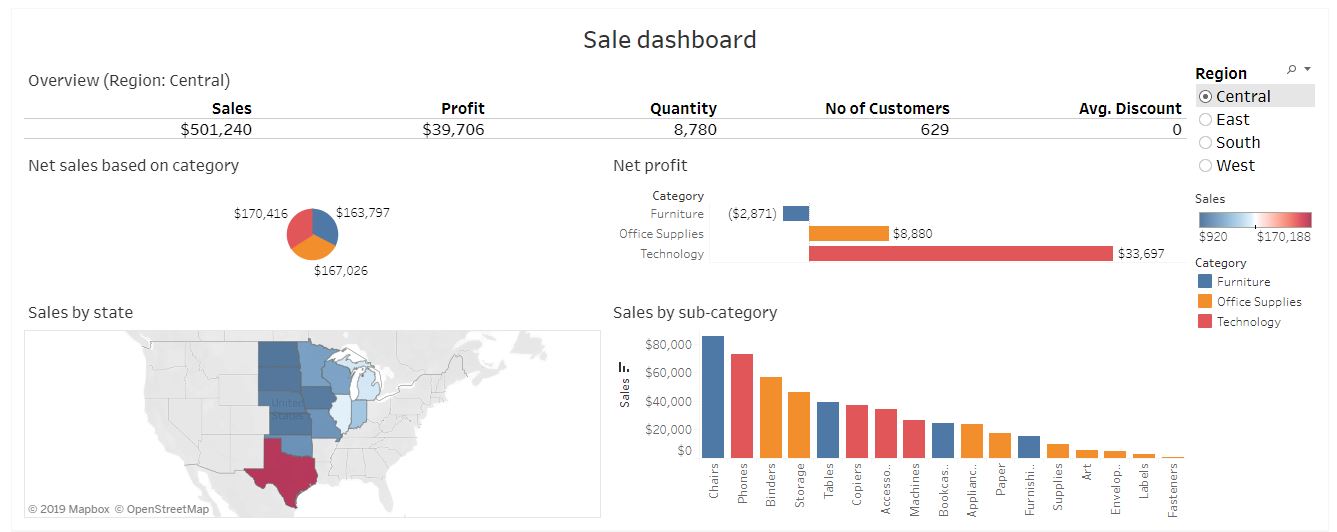 Sale dashboard
Overview (Region: Central)
Sales Profit Quantity No of Customers Avg. Discount
$501,240 $39,706 8,780 629 0
Region
Central
East
South
West
Net sales based on category
$170,416 $163,797
$167,026
Net profit
Category
Furniture ($2,871)
Office Supplies $8,880
Technology $33,697
Sales
$920 $170,188
Category
Furniture
Office Supplies
Technology
Sales by state
United
States
© 2019 Mapbox © OpenStreetMap
Sales by sub-category
Sales
$80,000
$60,000
$40,000
$20,000
$0
Chairs
Phones
Binders
Storage
Tables
Copiers
Accesso..
Machines
Bookcas..
Applianc..
Paper
Furnishi..
Supplies
Art
Envelop..
Labels
Fasteners